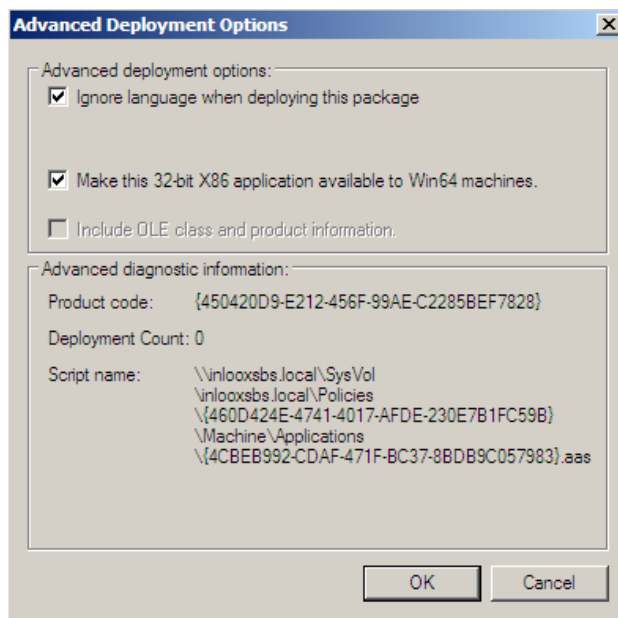 Advanced Deployment Options
Advanced deployment options:
Ignore language when deploying this package
Make this 32-bit X86 application available to Win64 machines.
Include OLE class and product information.
Advanced diagnostic information:
Product code: {450420D9-E212-456F-99AE-C2285BEF7828}
Deployment Count: 0
Script name: \\inlooxsbs.local\SysVol
\inlooxsbs.local\Policies
\{460D424E-4741-4017-AFDE-230E7B1FC59B}
\Machine\Applications
\{4CBEB992-CDAF-471F-BC37-8BDB9C057983}.aas
OK Cancel